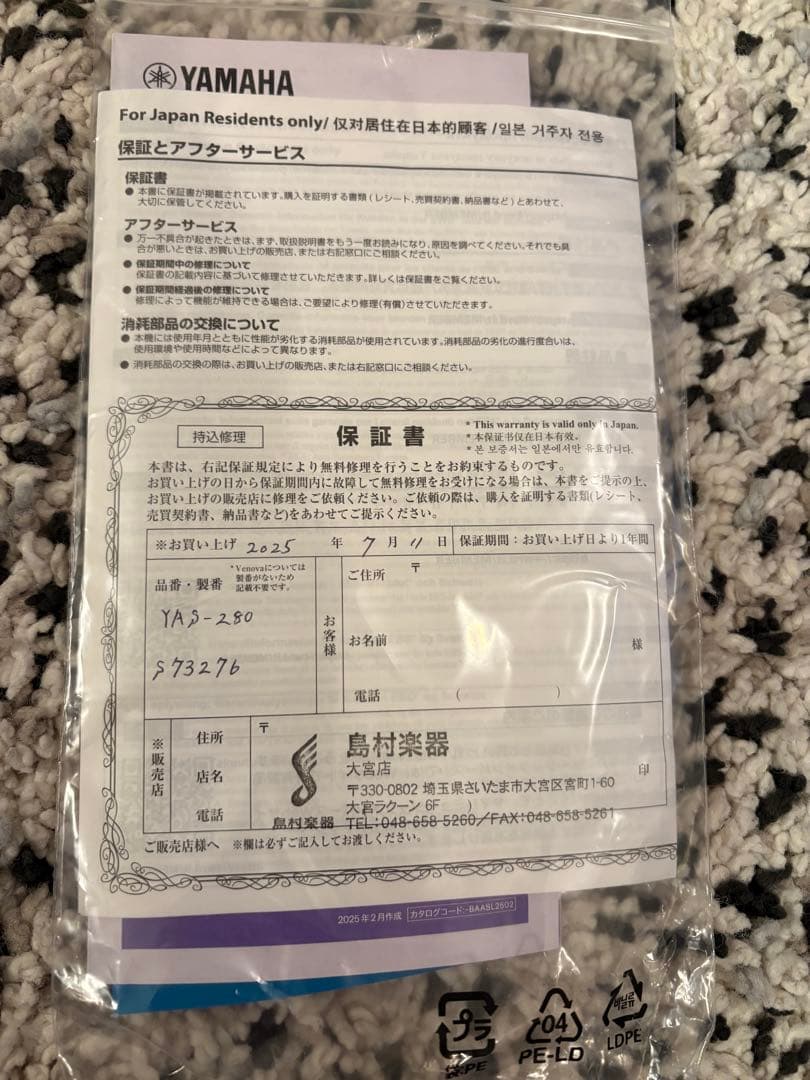 YAMAHA
For Japan Residents only/ 仅对居住在日本的顾客 /일본 거주자 전용
保証とアフターサービス
保証書
● 本書に保証書が掲載されています。購入を証明する書類（レシート、売買契約書、納品書など）とあわせて、
大切に保管してください。
アフターサービス
● 万一不具合が起きたときは、まず、取扱説明書をもう一度お読みになり、原因を調べてください。それでも具
合が悪いときは、お買い上げの販売店、または右記窓口にご相談ください。
● 保証期間中の修理について
保証書の記載内容に基づいて修理させていただきます。詳しくは保証書をご覧ください。
● 保証期間経過後の修理について
修理によって機能が維持できる場合は、ご要望により修理（有償）させていただきます。
消耗部品の交換について
● 本機には使用年月とともに性能が劣化する消耗部品が使用されています。消耗部品の劣化の進行度合いは、
使用環境や使用時間などによって異なります。
● 消耗部品の交換の際は、お買い上げの販売店、または右記窓口にご相談ください。
持込修理
保証書
* This warranty is valid only in Japan.
* 本保证书仅在日本有效。
* 본 보증서는 일본에서만 유효합니다.
本書は、右記保証規定により無料修理を行うことをお約束するものです。
お買い上げの日から保証期間内に故障して無料修理をお受けになる場合は、本書をご提示の上、
お買い上げの販売店に修理をご依頼ください。ご依頼の際は、購入を証明する書類(レシート、
売買契約書、納品書など)をあわせてご提示ください。
※お買い上げ 2025 年 7 月 11 日 保証期間：お買い上げ日より1年間
品番・製番
* Venovaについては
製番がないため
記載不要です。
YAS-280
S73276
お客様
ご住所 〒
お名前 様
電話 ( )
※販売店
住所 〒
店名
電話
島村楽器
島村楽器
大宮店
〒330-0802 埼玉県さいたま市大宮区宮町1-60
大宮ラクーン 6F )
TEL:048-658-5260／FAX:048-658-5261
印
ご販売店様へ ※欄は必ずご記入してお渡しください。
2025年2月作成 カタログコード:-BAASL2502
プラ
袋:PE
04
PE-LD
비닐류
LDPE